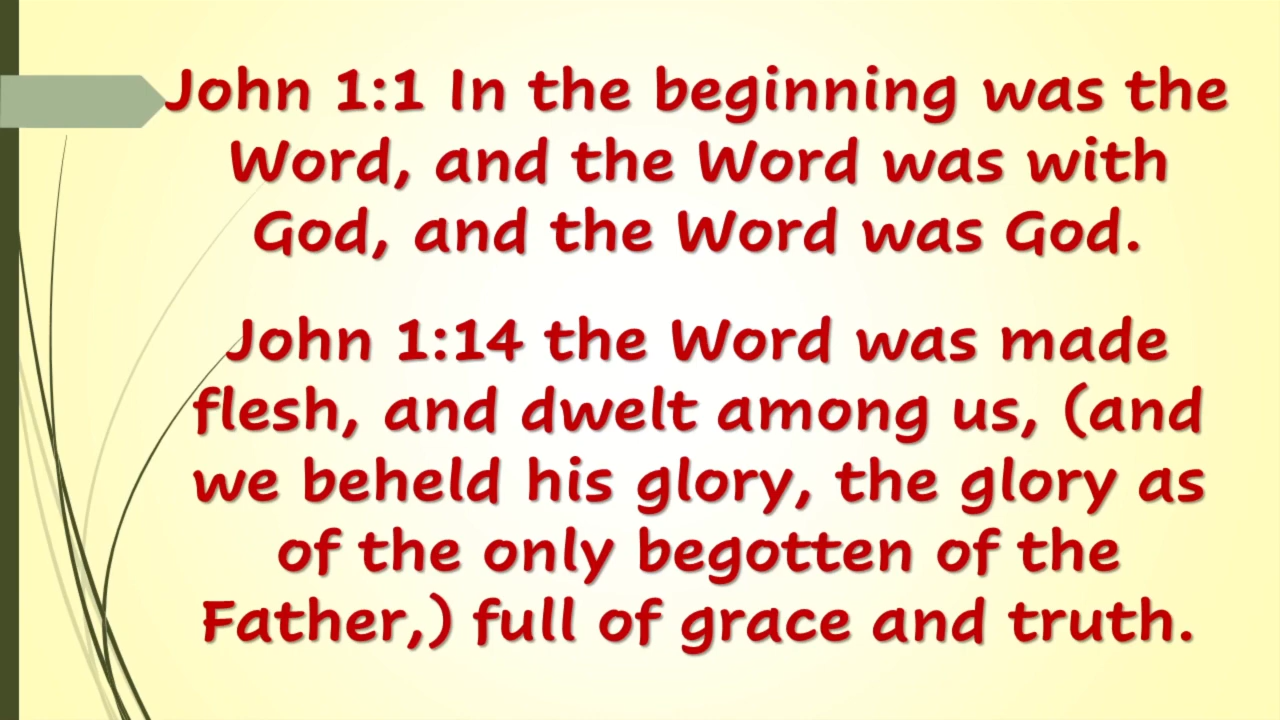 John 1:1 In the beginning was the
Word, and the Word was with
God, and the Word was God.
John 1:14 the Word was made
flesh, and dwelt among us, (and
we beheld his glory, the glory as
of the only begotten of the
Father,) full of grace and truth.